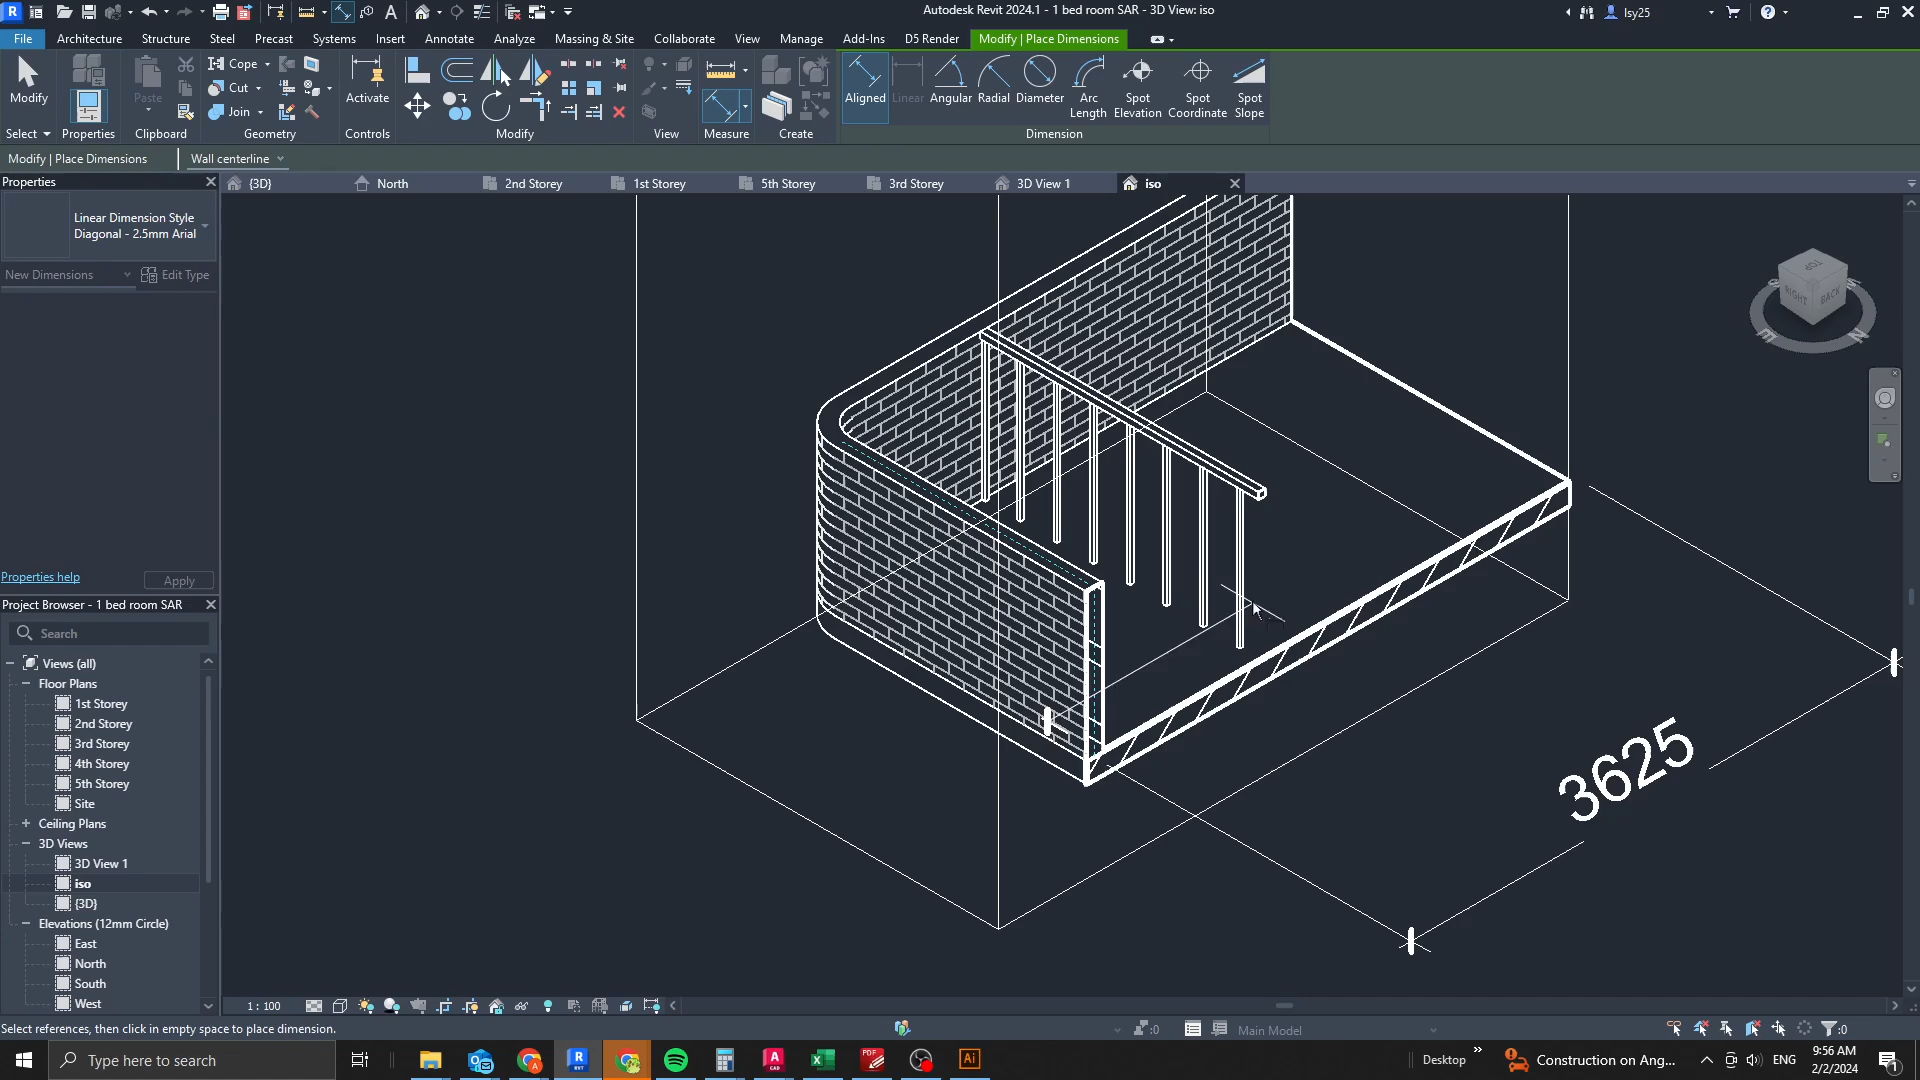 Autodesk Revit 2024.1 - 1 bed room SAR - 3D View: iso
lsy25
File Architecture Structure Steel Precast Systems Insert Annotate Analyze Massing & Site Collaborate View Manage Add-Ins D5 Render Modify | Place Dimensions
Modify
Select
Properties
Paste
Clipboard
Cope
Cut
Join
Geometry
Activate
Controls
Modify
View
Measure
Create
Aligned
Linear
Angular
Radial
Diameter
Arc
Length
Spot
Elevation
Spot
Coordinate
Spot
Slope
Dimension
Modify | Place Dimensions
Wall centerline
Properties
Linear Dimension Style
Diagonal - 2.5mm Arial
New Dimensions
Edit Type
Properties help
Apply
{3D}
North
2nd Storey
1st Storey
5th Storey
3rd Storey
3D View 1
iso
TOP
RIGHT
BACK
3625
Project Browser - 1 bed room SAR
Search
Views (all)
Floor Plans
1st Storey
2nd Storey
3rd Storey
4th Storey
5th Storey
Site
Ceiling Plans
3D Views
3D View 1
iso
{3D}
Elevations (12mm Circle)
East
North
South
West
1 : 100
Select references, then click in empty space to place dimension.
:0
Main Model
:0
Type here to search
Desktop
Construction on Ang...
ENG
9:56 AM
2/2/2024
1